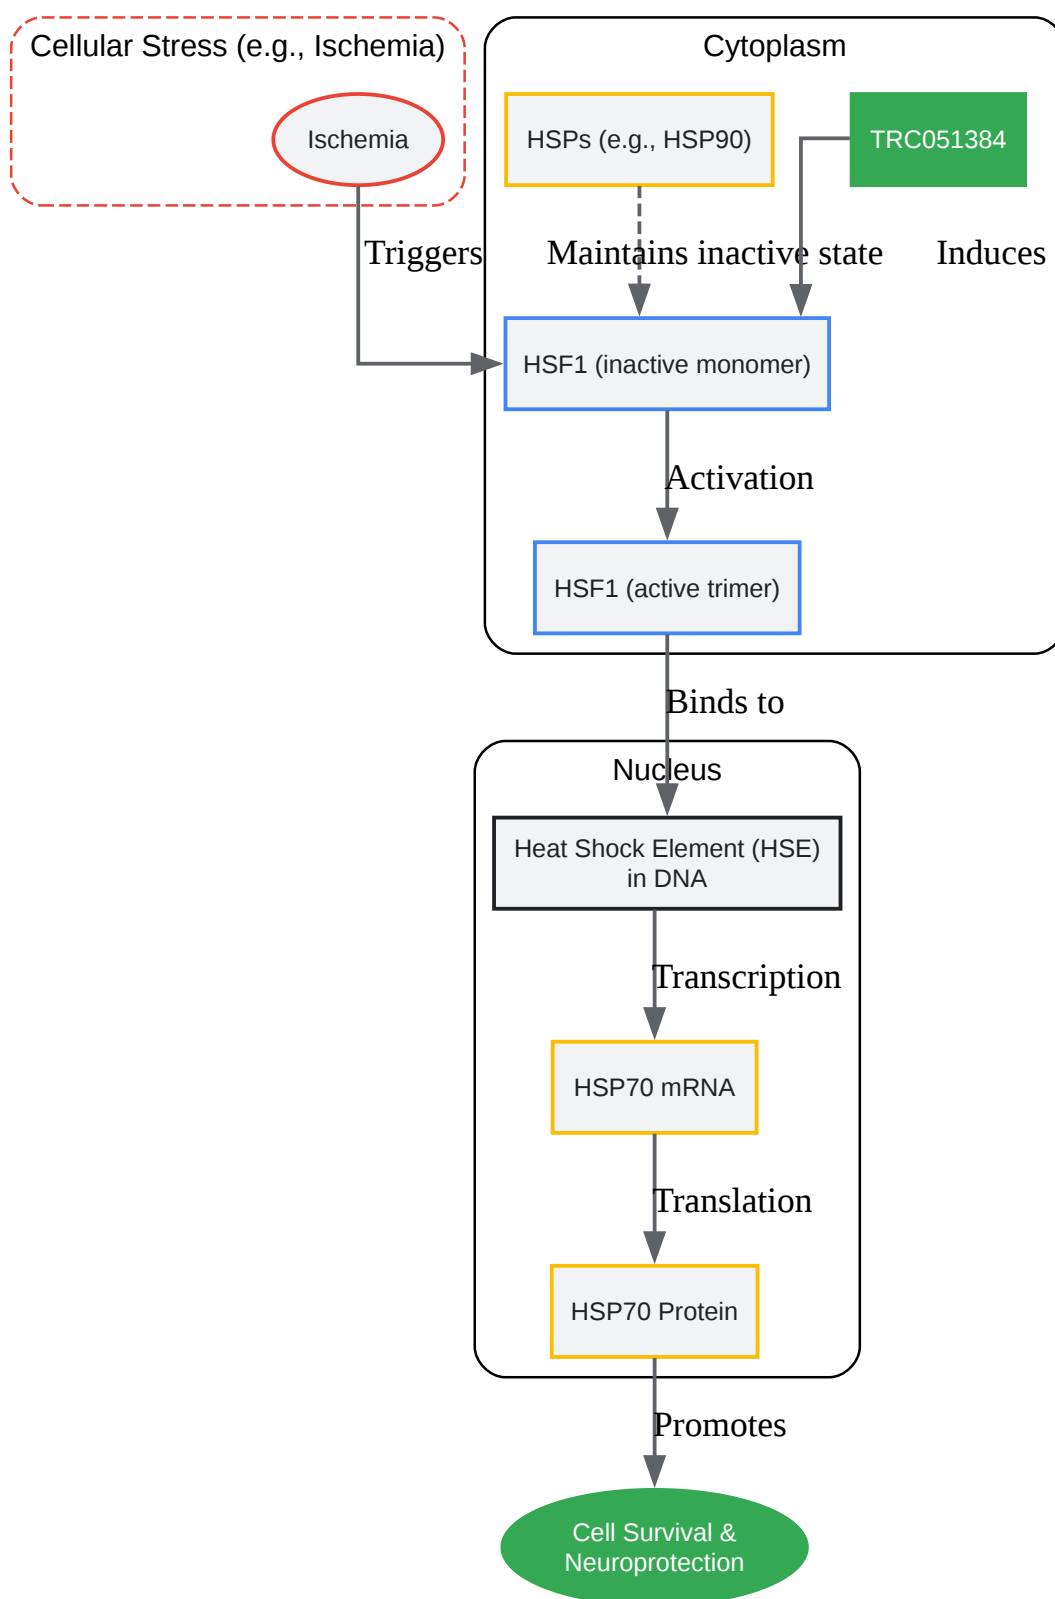 Cellular Stress (e.g., Ischemia)
Cytoplasm
Ischemia
HSPs (e.g., HSP90)
TRC051384
Triggers
Maintains inactive state
Induces
HSF1 (inactive monomer)
Activation
HSF1 (active trimer)
Binds to
Nucleus
Heat Shock Element (HSE)
in DNA
Transcription
HSP70 mRNA
Translation
HSP70 Protein
Promotes
Cell Survival &
Neuroprotection